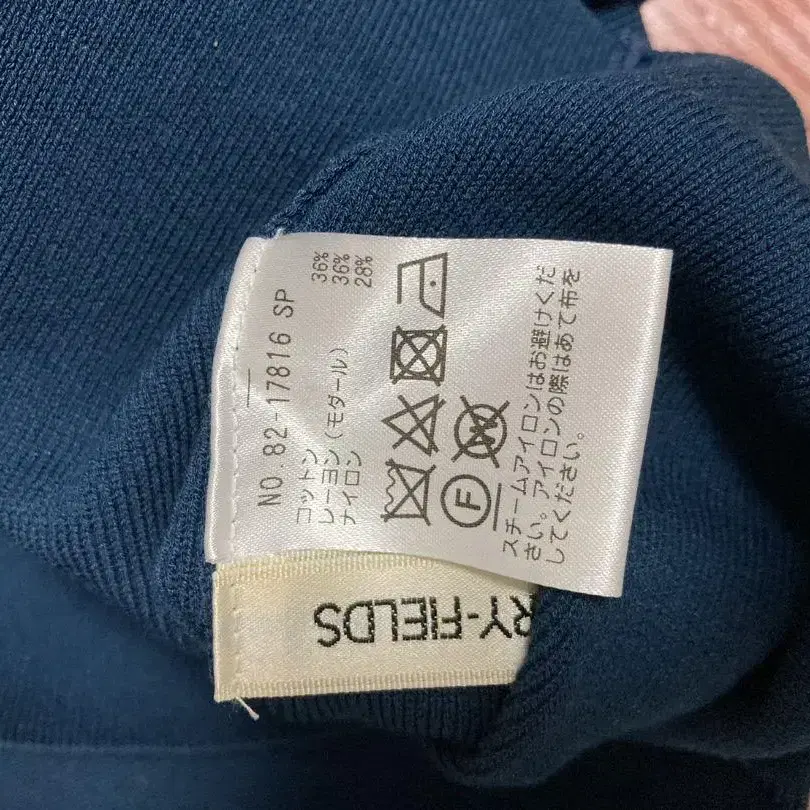 NO.82-17816 SP
コットン 36%
レーヨン(モダール) 36%
ナイロン 28%
F
スチームアイロンはお避けくだ
さい。アイロンの際はあて布を
してください。
RY-FIELDS